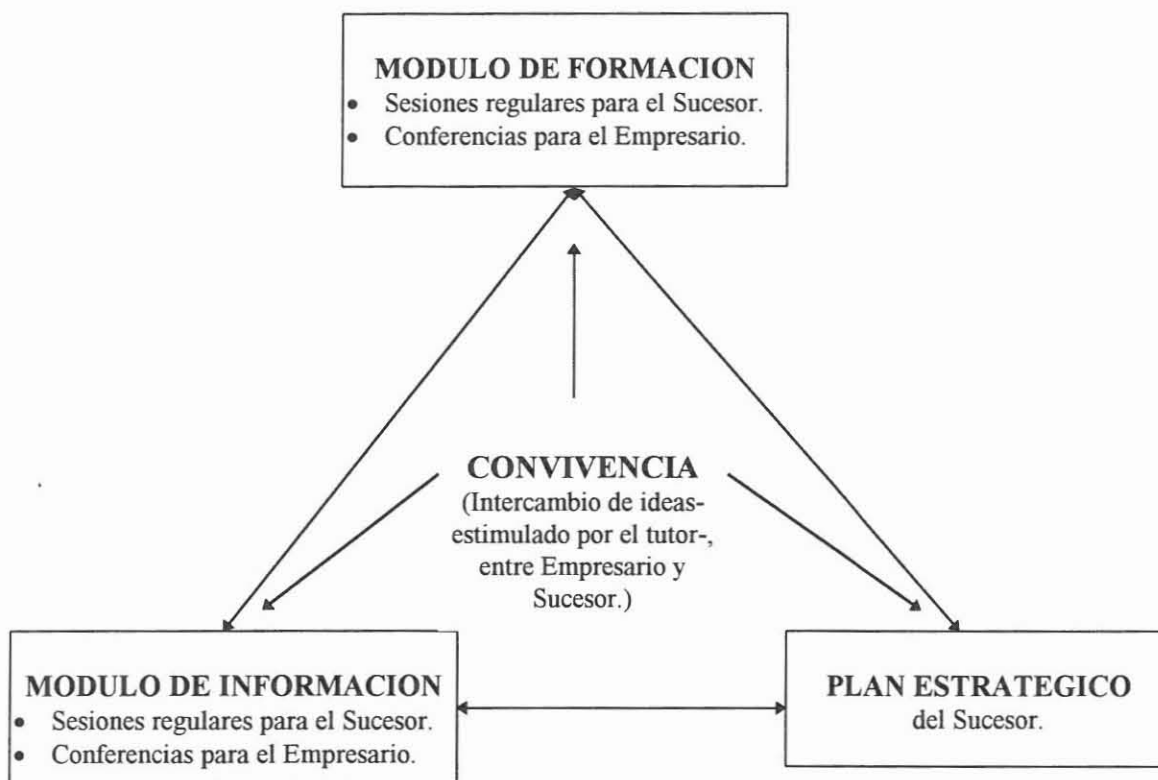 MODULO DE FORMACION
• Sesiones regulares para el Sucesor.
• Conferencias para el Empresario.
CONVIVENCIA
(Intercambio de ideas-
estimulado por el tutor-,
entre Empresario y
Sucesor.)
MODULO DE INFORMACION
• Sesiones regulares para el Sucesor.
• Conferencias para el Empresario.
PLAN ESTRATEGICO
del Sucesor.